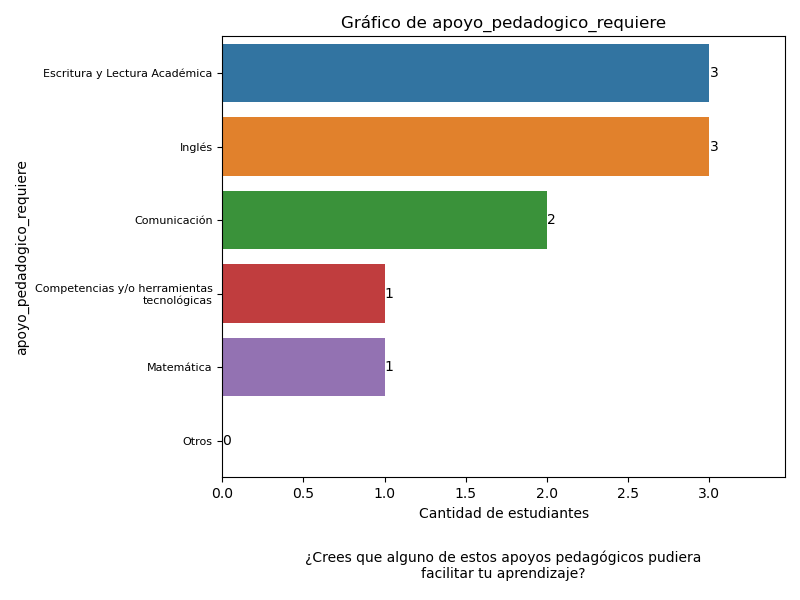 Gráfico de apoyo_pedadogico_requiere
apoyo_pedadogico_requiere
Escritura y Lectura Académica
3
Inglés
3
Comunicación
2
Competencias y/o herramientas
tecnológicas
1
Matemática
1
Otros
0
0.0 0.5 1.0 1.5 2.0 2.5 3.0
Cantidad de estudiantes
¿Crees que alguno de estos apoyos pedagógicos pudiera
facilitar tu aprendizaje?